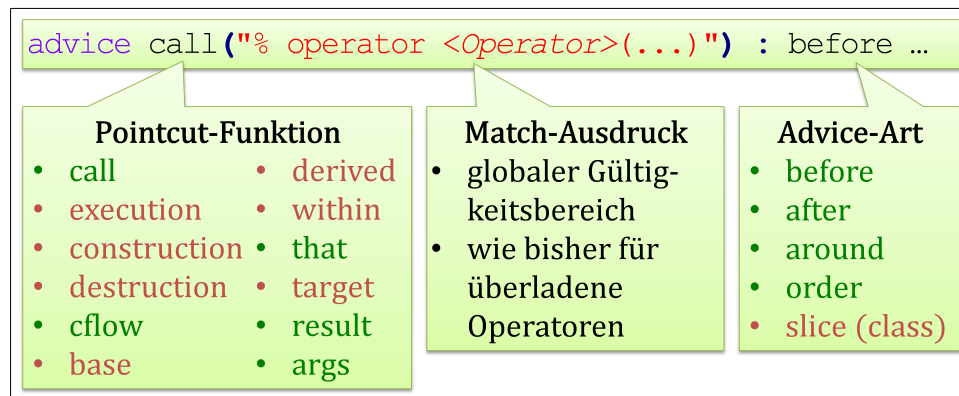 advice call("% operator <Operator>(...)") : before …
Pointcut-Funktion
• call
• execution
• construction
• destruction
• cflow
• base
• derived
• within
• that
• target
• result
• args
Match-Ausdruck
• globaler Gültig-
keitsbereich
• wie bisher für
überladene
Operatoren
Advice-Art
• before
• after
• around
• order
• slice (class)